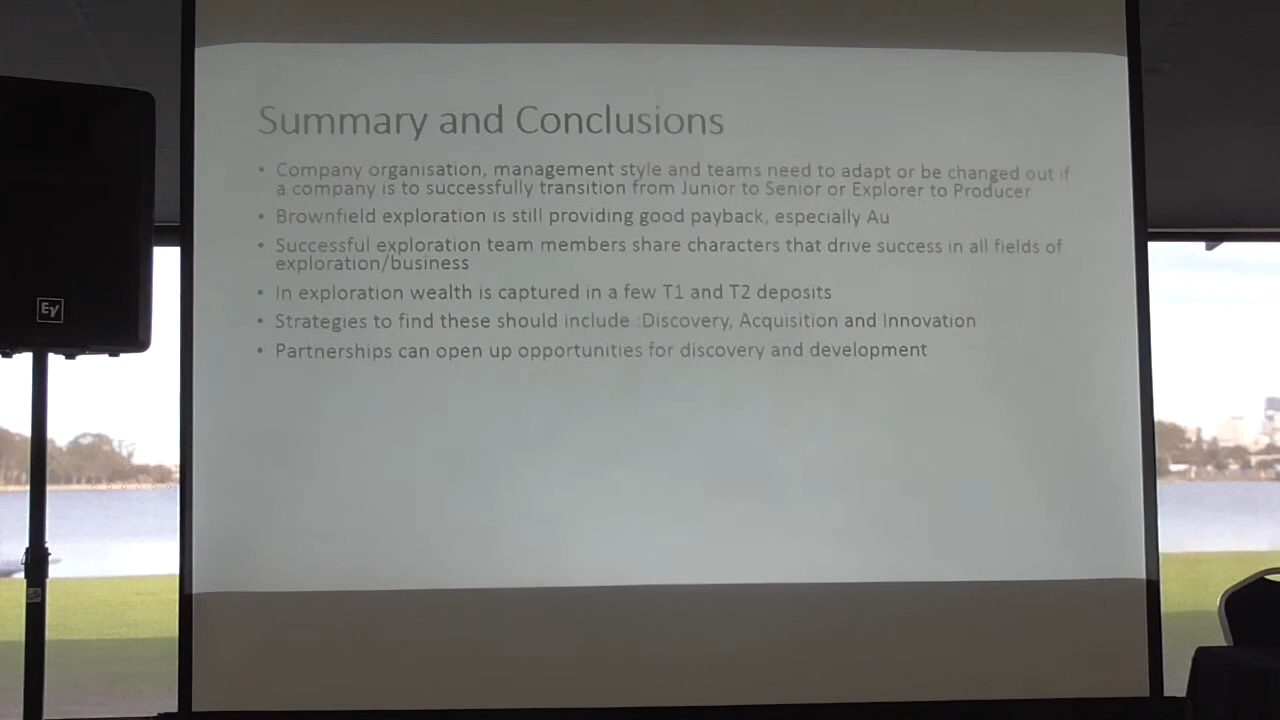 Summary and Conclusions
• Company organisation, management style and teams need to adapt or be changed out if
a company is to successfully transition from Junior to Senior or Explorer to Producer
• Brownfield exploration is still providing good payback, especially Au
• Successful exploration team members share characters that drive success in all fields of
exploration/business
• In exploration wealth is captured in a few T1 and T2 deposits
• Strategies to find these should include :Discovery, Acquisition and Innovation
• Partnerships can open up opportunities for discovery and development
EV